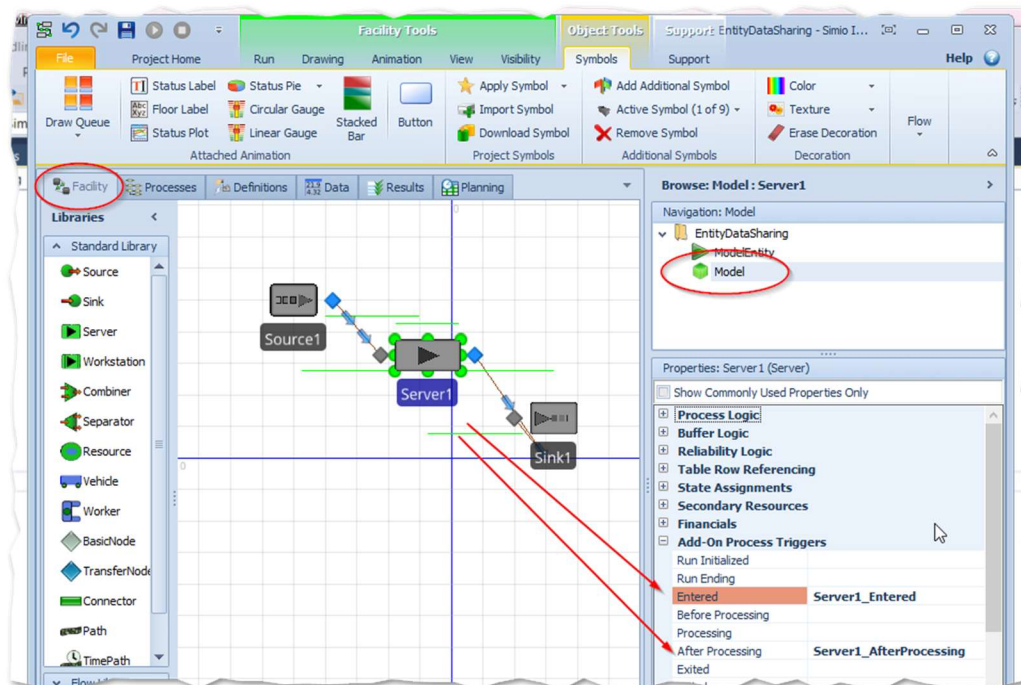 Facility Tools
Object Tools
Support: EntityDataSharing - Simio I...
File
Project Home
Run
Drawing
Animation
View
Visibility
Symbols
Support
Help
Draw Queue
Status Label
Floor Label
Status Plot
Status Pie
Circular Gauge
Linear Gauge
Stacked
Bar
Button
Attached Animation
Apply Symbol
Import Symbol
Download Symbol
Project Symbols
Add Additional Symbol
Active Symbol (1 of 9)
Remove Symbol
Additional Symbols
Color
Texture
Erase Decoration
Decoration
Flow
Facility
Processes
Definitions
Data
Results
Planning
Libraries
Standard Library
Source
Sink
Server
Workstation
Combiner
Separator
Resource
Vehicle
Worker
BasicNode
TransferNode
Connector
Path
TimePath
0
0
Source1
Server1
Sink1
Browse: Model : Server1
Navigation: Model
EntityDataSharing
ModelEntity
Model
Properties: Server1 (Server)
Show Commonly Used Properties Only
Process Logic
Buffer Logic
Reliability Logic
Table Row Referencing
State Assignments
Secondary Resources
Financials
Add-On Process Triggers
Run Initialized
Run Ending
Entered Server1_Entered
Before Processing
Processing
After Processing Server1_AfterProcessing
Exited